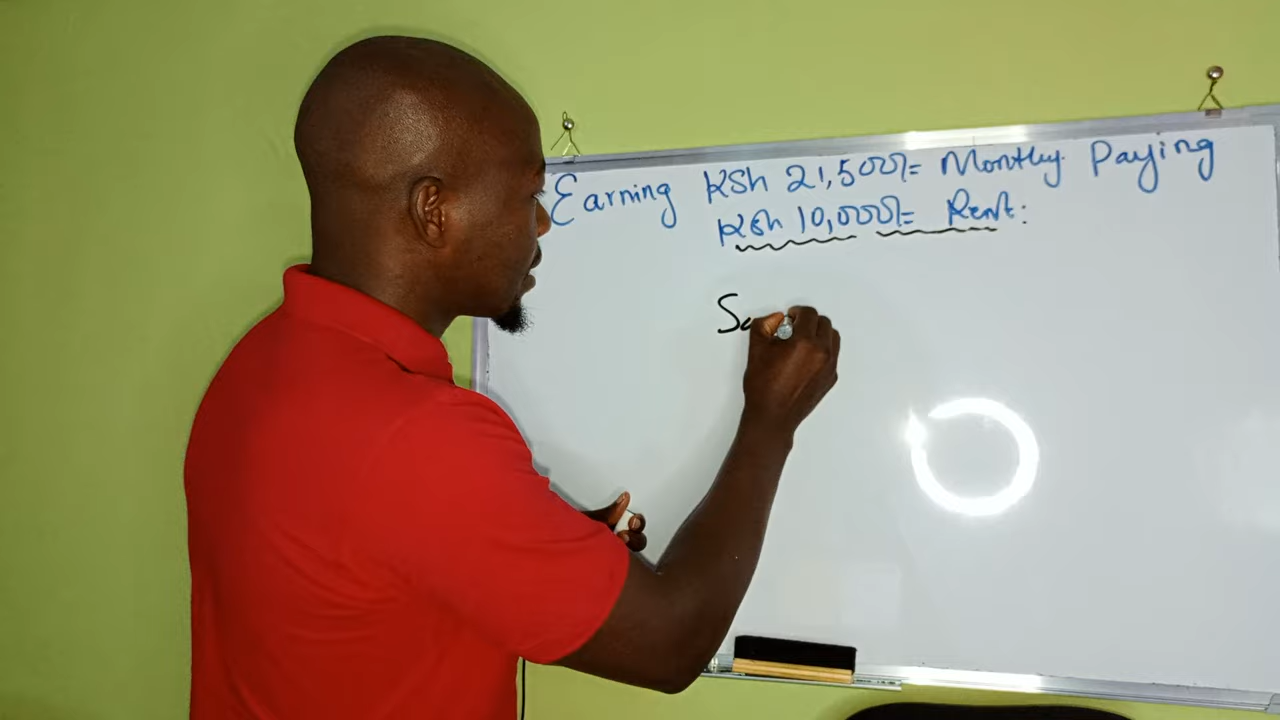 Earning KSh 21,500/= Monthly Paying
KSh 10,000/= Rent: